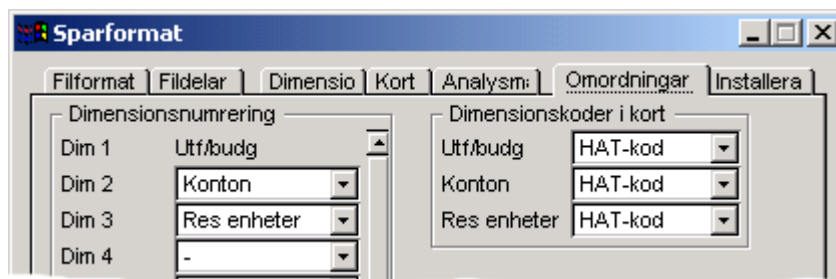 Sparformat
Filformat Fildelar Dimensio Kort Analysm Omordningar Installera
Dimensionsnumrering
Dim 1 Utf/budg
Dim 2 Konton
Dim 3 Res enheter
Dim 4 -
Dimensionskoder i kort
Utf/budg HAT-kod
Konton HAT-kod
Res enheter HAT-kod